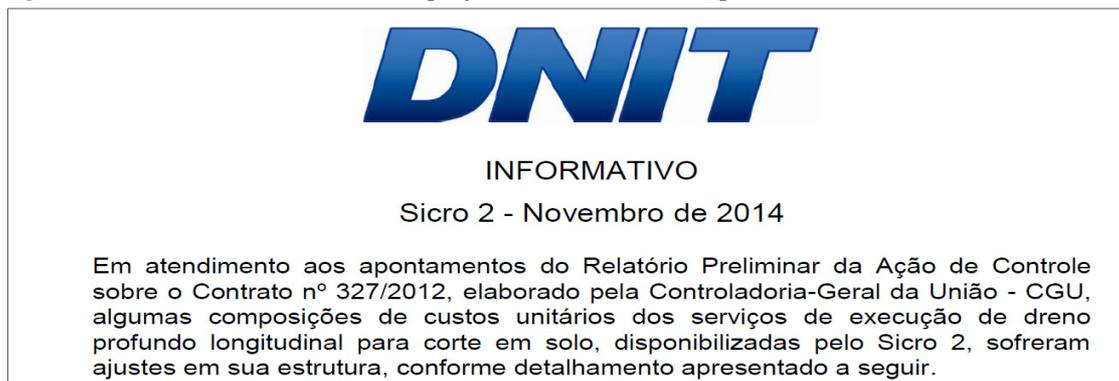 DNIT
INFORMATIVO
Sicro 2 - Novembro de 2014
Em atendimento aos apontamentos do Relatório Preliminar da Ação de Controle
sobre o Contrato nº 327/2012, elaborado pela Controladoria-Geral da União - CGU,
algumas composições de custos unitários dos serviços de execução de dreno
profundo longitudinal para corte em solo, disponibilizadas pelo Sicro 2, sofreram
ajustes em sua estrutura, conforme detalhamento apresentado a seguir.